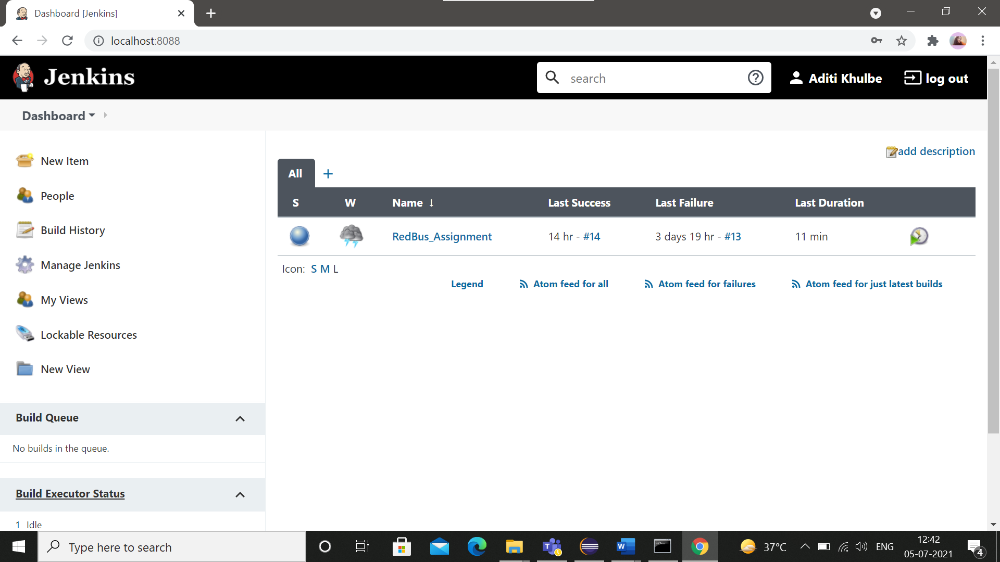 Dashboard [Jenkins]
localhost:8088
Jenkins
search
Aditi Khulbe
log out
Dashboard
New Item
People
Build History
Manage Jenkins
My Views
Lockable Resources
New View
Build Queue
No builds in the queue.
Build Executor Status
1 Idle
add description
All +
S W Name ↓ Last Success Last Failure Last Duration
RedBus_Assignment 14 hr - #14 3 days 19 hr - #13 11 min
Icon: S M L
Legend Atom feed for all Atom feed for failures Atom feed for just latest builds
Type here to search
37°C
ENG
12:42
05-07-2021
4